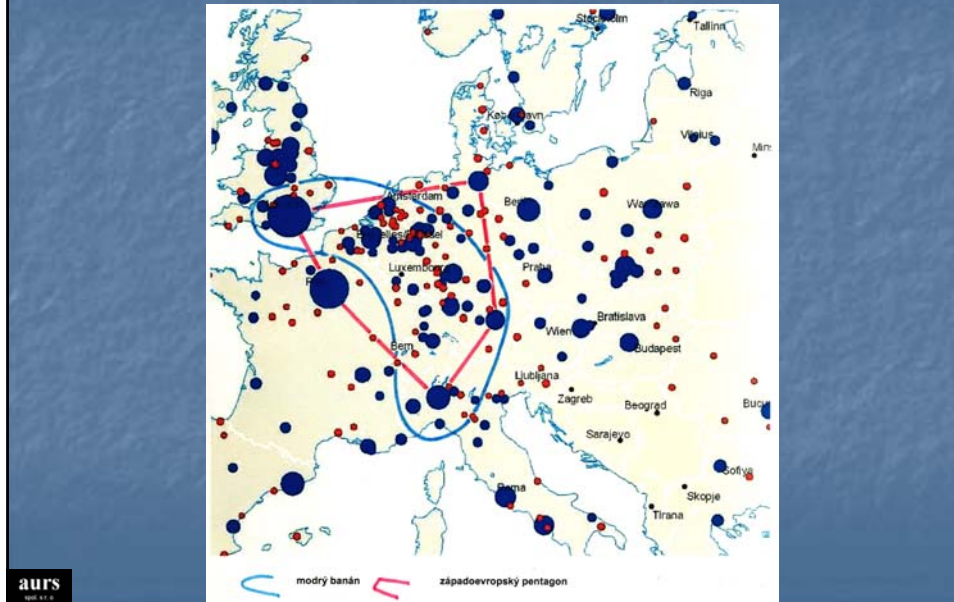 Stockholm
Tallinn
Riga
København
Vilnius
Amsterdam
Warszawa
Luxembourg
Praha
Bratislava
Wien
Budapest
Bern
Ljubljana
Zagreb
Beograd
Sarajevo
Sofiya
Skopje
Roma
Tirana
modrý banán
západoevropský pentagon
aurs
spol. s r. o